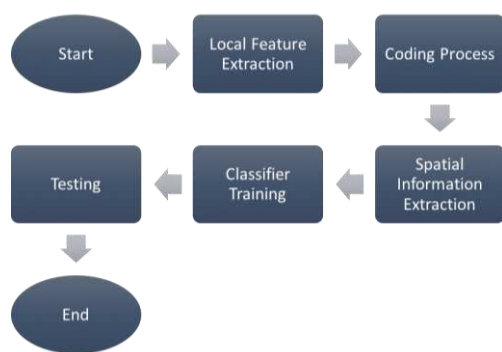 Start
Local Feature
Extraction
Coding Process
Spatial
Information
Extraction
Classifier
Training
Testing
End